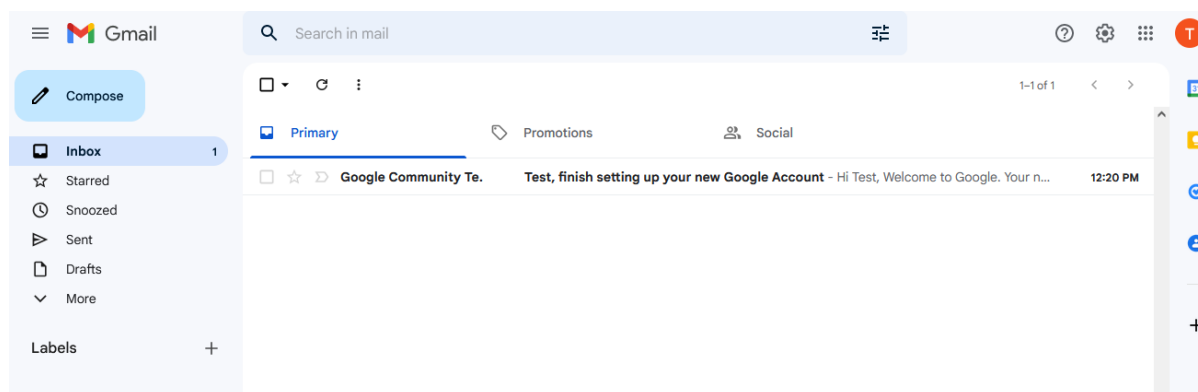 Gmail
Search in mail
T
Compose
1–1 of 1
Primary
Promotions
Social
Inbox 1
Google Community Te. Test, finish setting up your new Google Account - Hi Test, Welcome to Google. Your n... 12:20 PM
Starred
Snoozed
Sent
Drafts
More
Labels